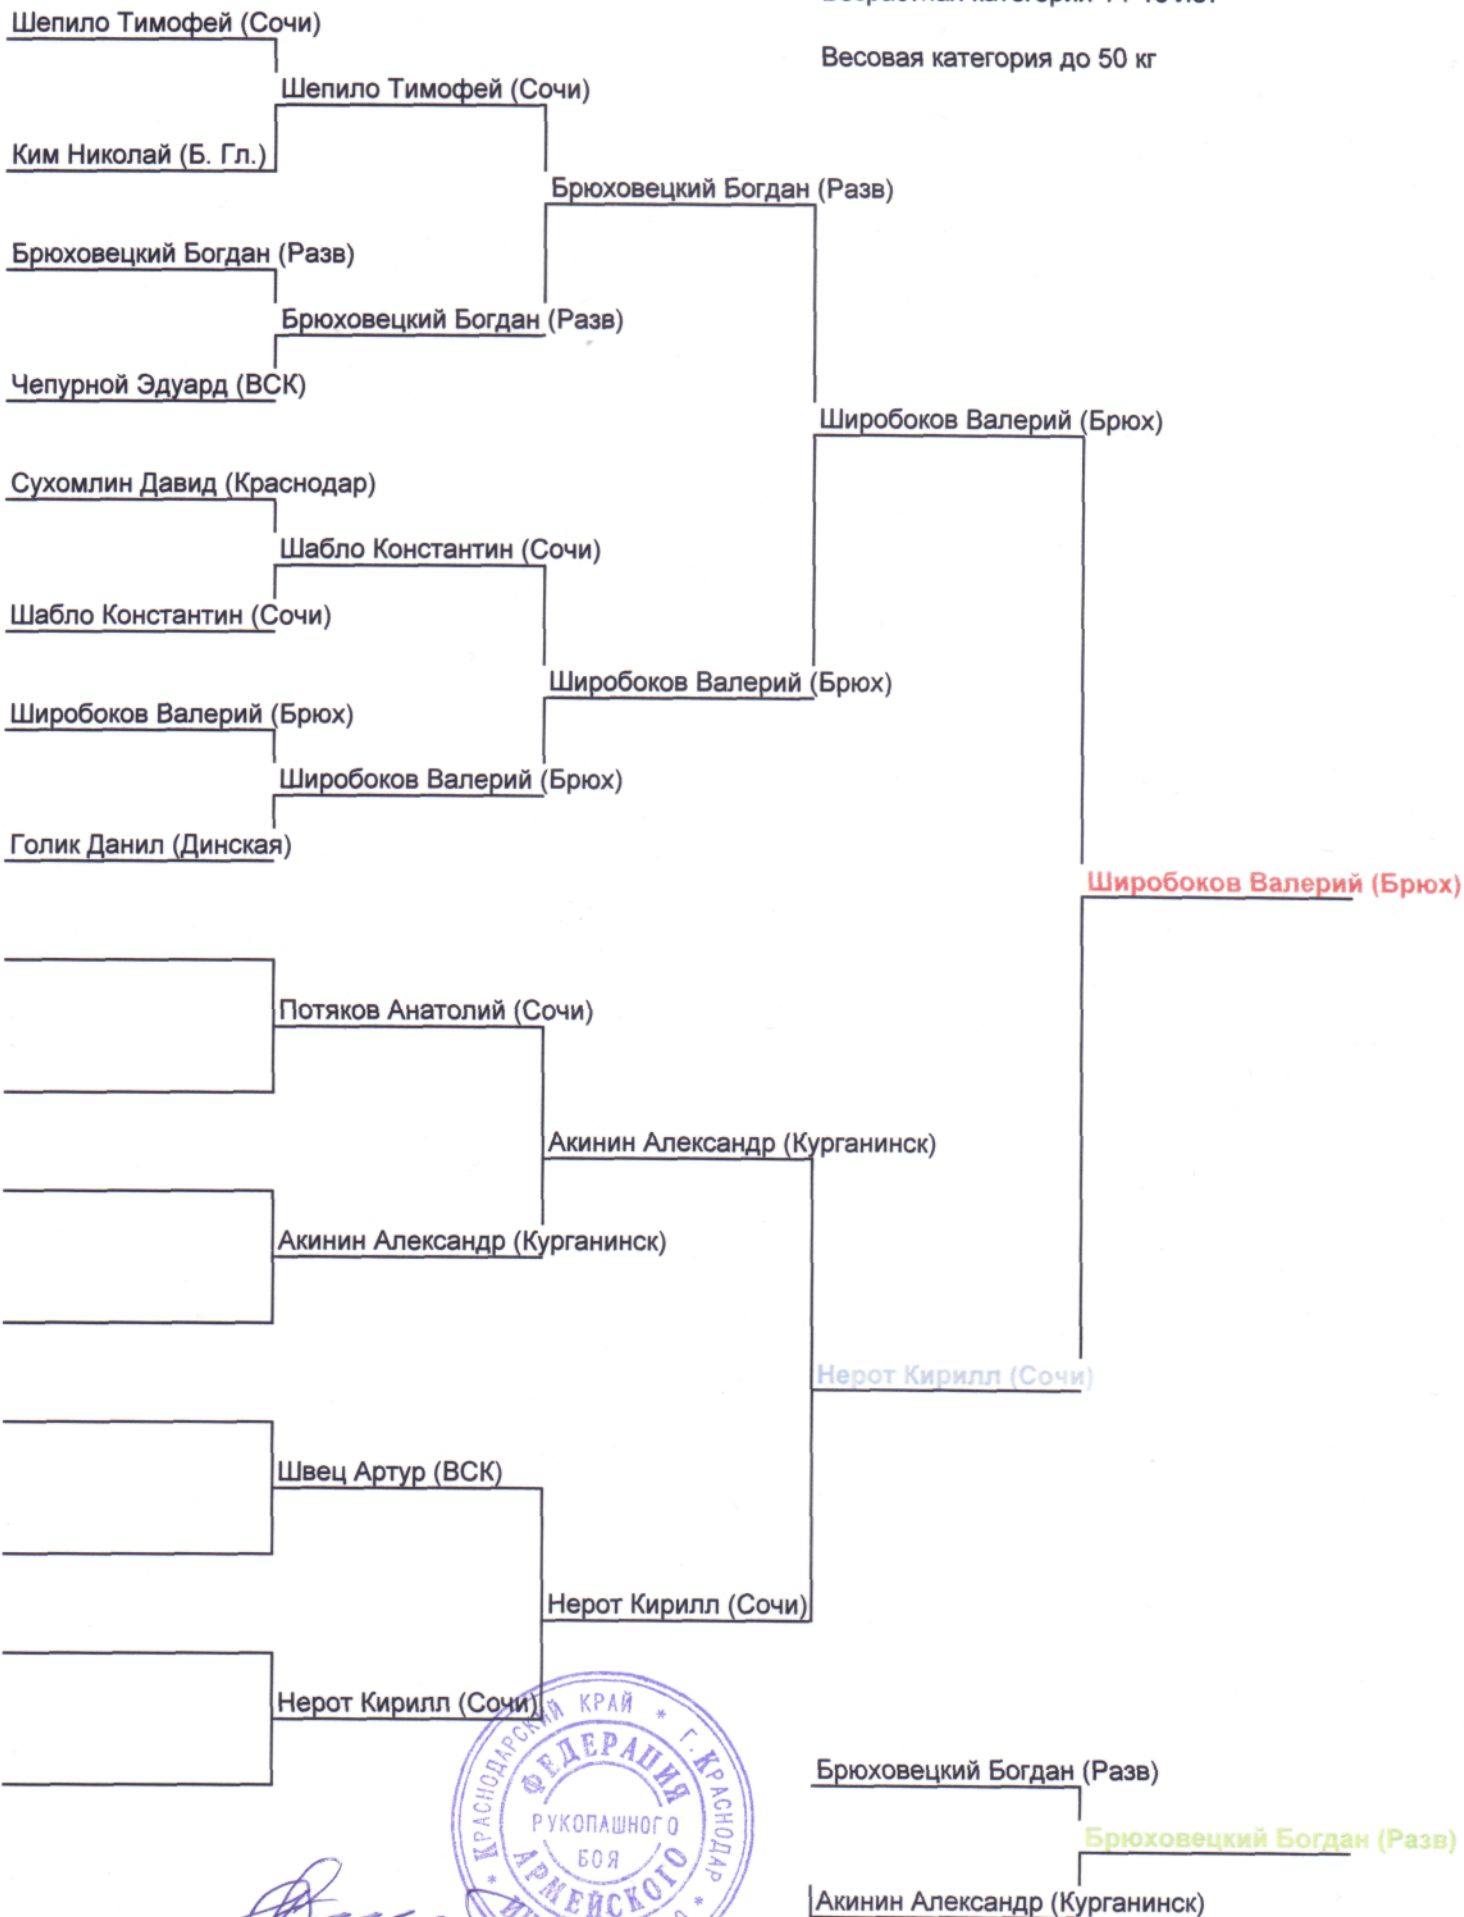 Весовая категория до 50 кг
Шепило Тимофей (Сочи)
Шепило Тимофей (Сочи)
Ким Николай (Б. Гл.)
Брюховецкий Богдан (Разв)
Брюховецкий Богдан (Разв)
Брюховецкий Богдан (Разв)
Чепурной Эдуард (ВСК)
Широбоков Валерий (Брюх)
Сухомлин Давид (Краснодар)
Шабло Константин (Сочи)
Шабло Константин (Сочи)
Широбоков Валерий (Брюх)
Широбоков Валерий (Брюх)
Широбоков Валерий (Брюх)
Голик Данил (Динская)
Широбоков Валерий (Брюх)
Потяков Анатолий (Сочи)
Акинин Александр (Курганинск)
Акинин Александр (Курганинск)
Нерот Кирилл (Сочи)
Швец Артур (ВСК)
Нерот Кирилл (Сочи)
Нерот Кирилл (Сочи)
КРАСНОДАРСКИЙ КРАЙ * Г. КРАСНОДАР *
ФЕДЕРАЦИЯ
РУКОПАШНОГО
БОЯ
АРМЕЙСКОГО
Брюховецкий Богдан (Разв)
Брюховецкий Богдан (Разв)
Акинин Александр (Курганинск)